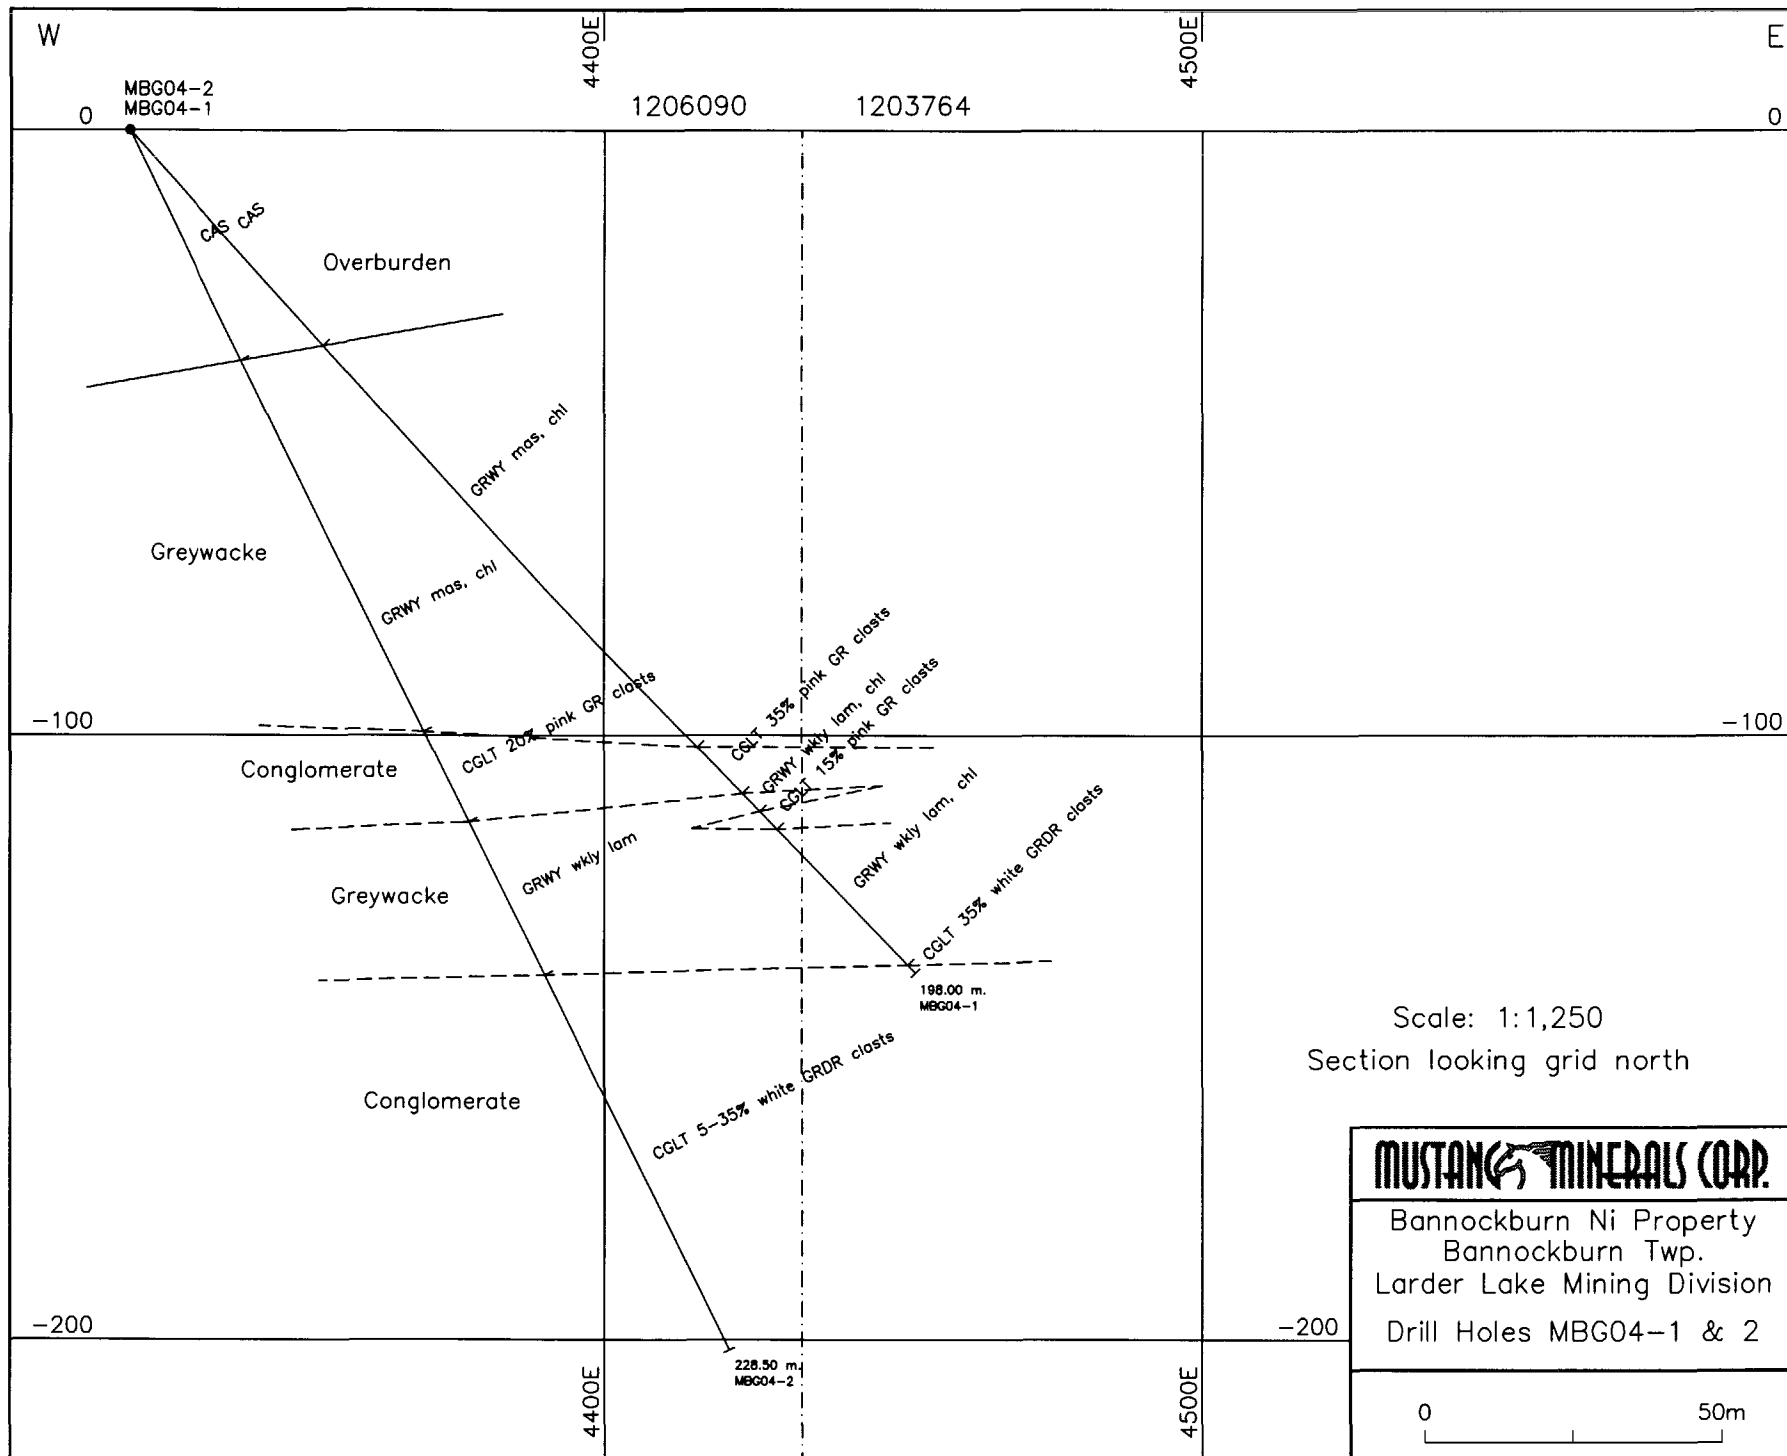 W
4400E
4500E
E
MBG04-2
MBG04-1
1206090
1203764
0
0
CAS
CAS
Overburden
GRWY mas, chl
Greywacke
GRWY mas, chl
CGLT 35% pink GR clasts
GRWY wkly lam, chl
CGLT 15% pink GR clasts
CGLT 20% pink GR clasts
-100
-100
Conglomerate
GRWY wkly lam, chl
GRWY wkly lam
CGLT 35% white GRDR clasts
Greywacke
198.00 m.
MBG04-1
Scale: 1:1,250
Section looking grid north
CGLT 5-35% white GRDR clasts
Conglomerate
MUSTANG MINERALS CORP.
Bannockburn Ni Property
Bannockburn Twp.
Larder Lake Mining Division
Drill Holes MBG04-1 & 2
-200
-200
228.50 m.
MBG04-2
4400E
4500E
0
50m